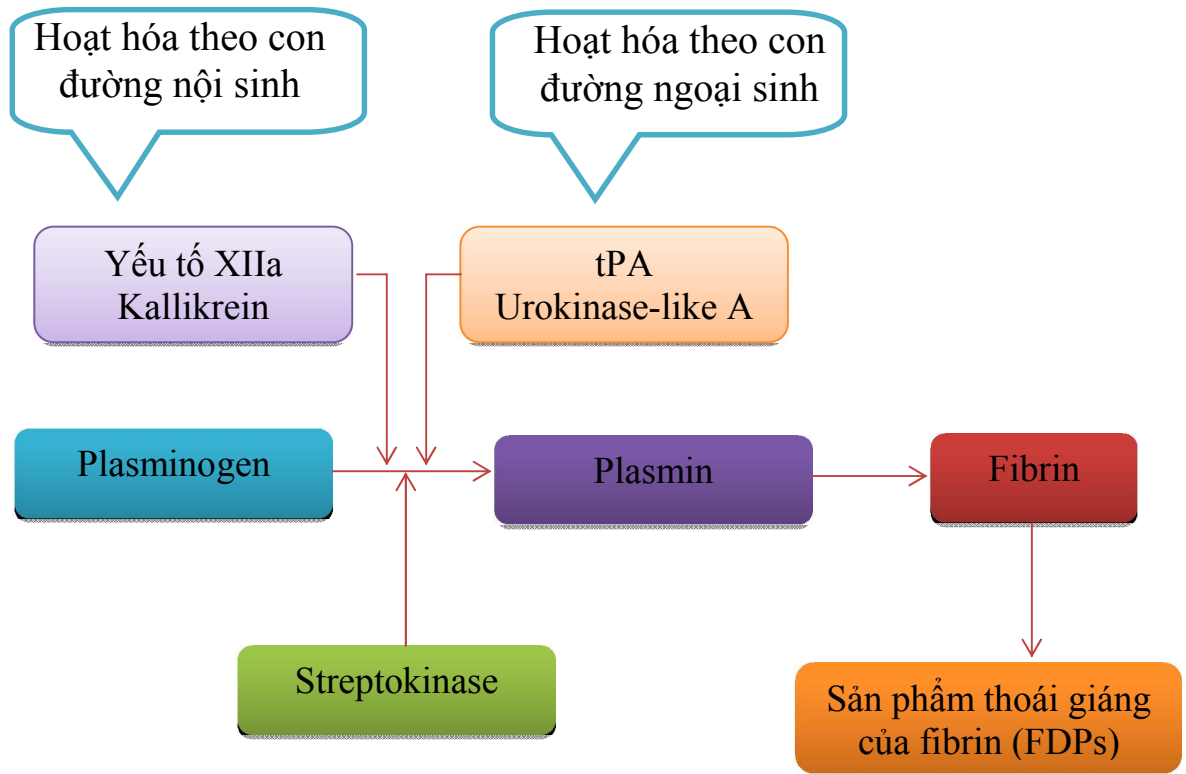 Hoạt hóa theo con
đường nội sinh
Hoạt hóa theo con
đường ngoại sinh
Yếu tố XIIa
Kallikrein
tPA
Urokinase-like A
Plasminogen
Plasmin
Fibrin
Streptokinase
Sản phẩm thoái giáng
của fibrin (FDPs)